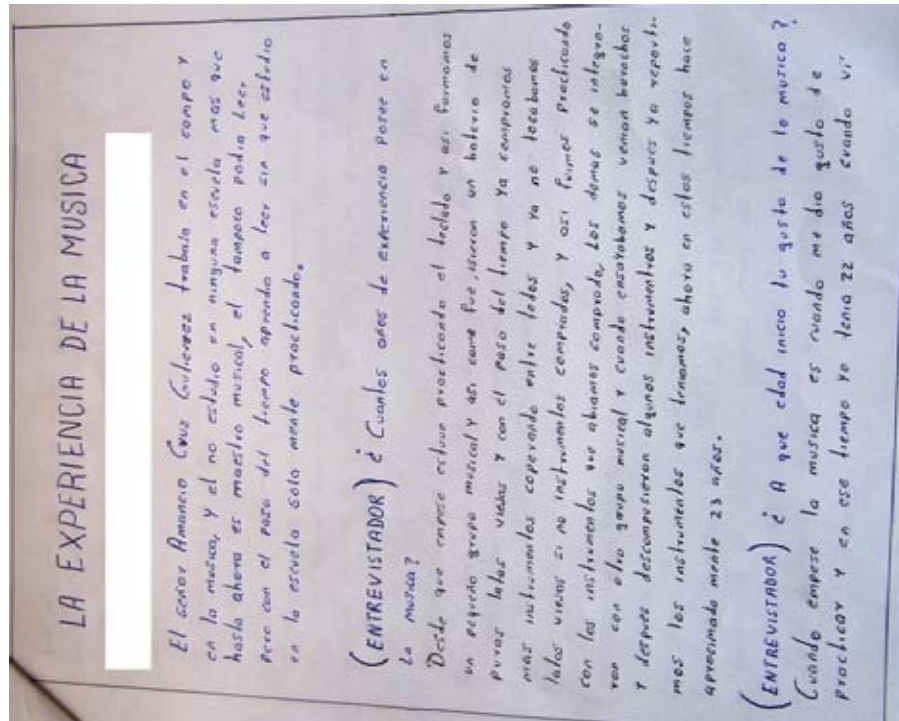 LA EXPERIENCIA DE LA MUSICA
El señor Amancio Cruz Gutierrez trabaja en el campo y
en la musica, y el no estudio en ninguna escuela mas que
hasta ahora es maestro musical, el tampoco podia leer
pero con el paso del tiempo aprendio a leer sin que estudio
en la escuela solo mente practicando.
(ENTREVISTADOR) ¿Cuantos años de experiencia posee en
la musica?
Desde que empese estuve practicando el teclado y asi formamos
un pequeño grupo musical y asi como fue, isieron un bateria de
puras latas viejas y con el paso del tiempo ya compramos
mas instrumentos coperando entre todos y ya no tocabamos
latas viejas si no instrumentos comprados, y asi fuimos practicando
con los instrumentos que abiamos comprado, Los demas se integra-
ron con otro grupo musical y cuando ensayabamos venian borrachos
y despues descompusieron algunos instrumentos y despues ya reparti-
mos los instrumentos que teniamos, ahora en estos tiempos hace
aprocimada mente 23 años.
(ENTREVISTADOR) ¿A que edad inicio tu gusto de la musica?
Cuando empese la musica es cuando me dio gusto de
practicar y en ese tiempo yo tenia 22 años cuando vi